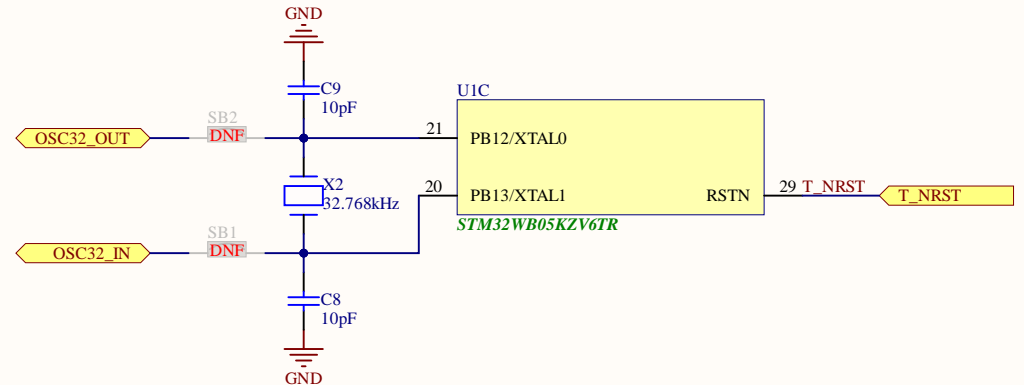 GND
C9
10pF
U1C
SB2
OSC32_OUT
DNF
21
PB12/XTAL0
X2
32.768kHz
20
PB13/XTAL1
RSTN
29
T_NRST
T_NRST
STM32WB05KZV6TR
SB1
OSC32_IN
DNF
C8
10pF
GND